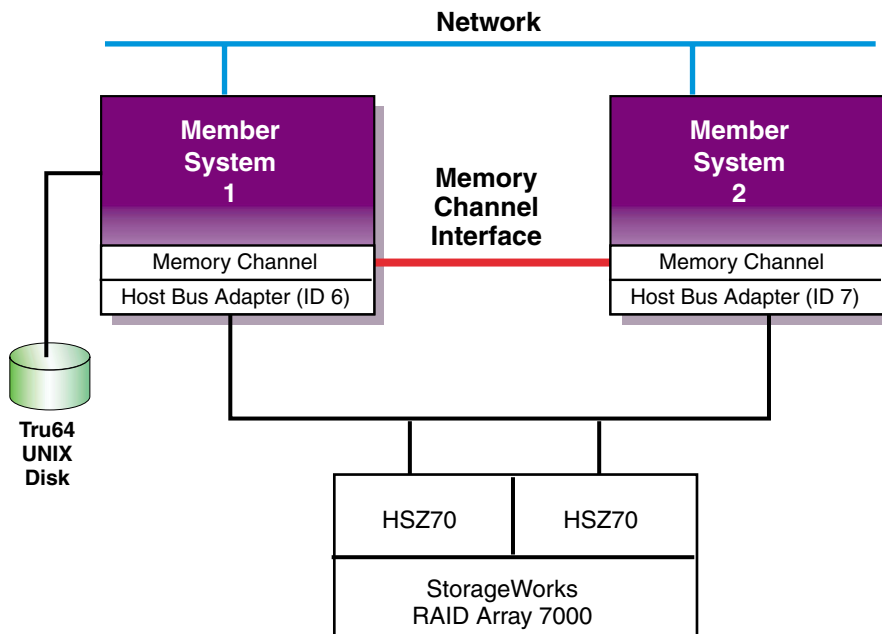 Network
Member
System
1
Member
System
2
Memory
Channel
Interface
Memory Channel
Host Bus Adapter (ID 6)
Memory Channel
Host Bus Adapter (ID 7)
Tru64
UNIX
Disk
HSZ70
HSZ70
StorageWorks
RAID Array 7000